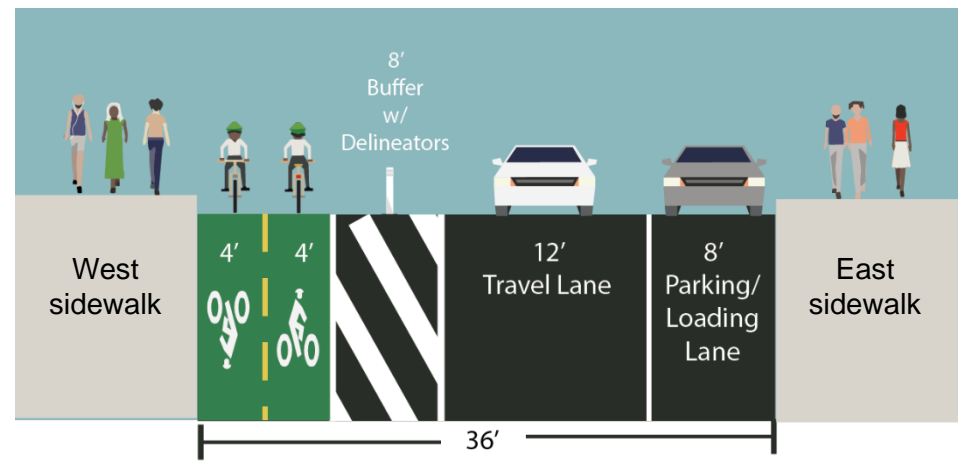 8'
Buffer
w/
Delineators
West
sidewalk
4'
4'
12'
Travel Lane
8'
Parking/
Loading
Lane
East
sidewalk
36'